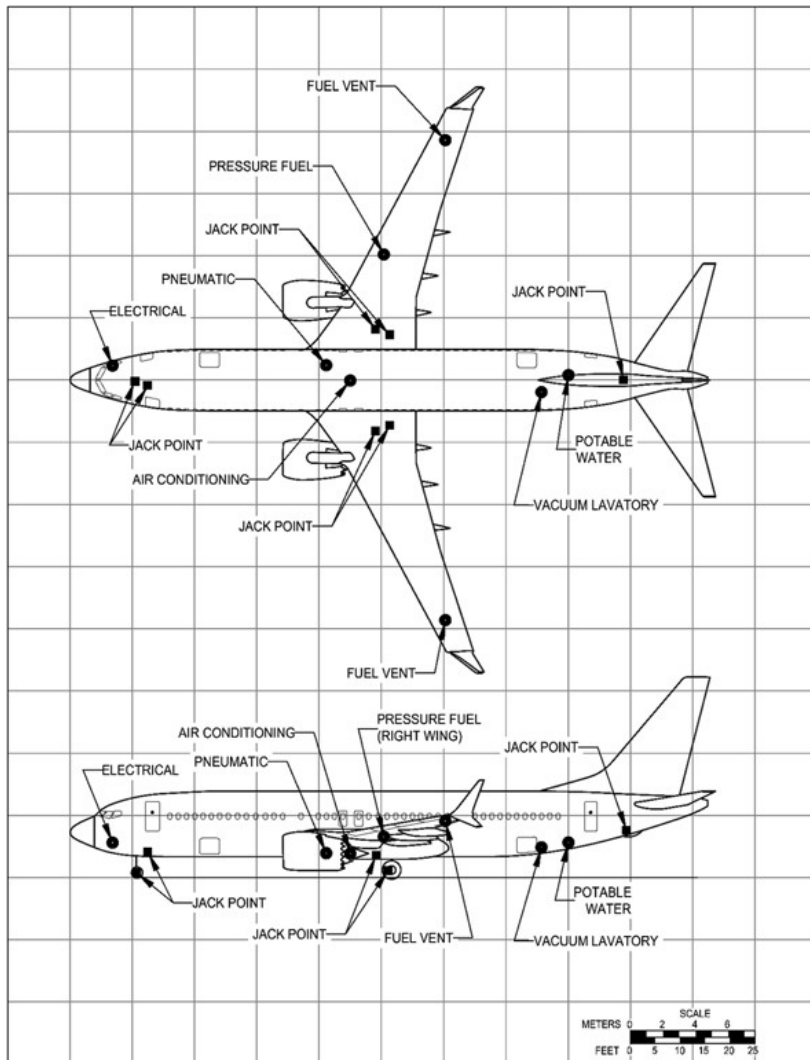 FUEL VENT
PRESSURE FUEL
JACK POINT
PNEUMATIC
JACK POINT
ELECTRICAL
JACK POINT
POTABLE
WATER
AIR CONDITIONING
VACUUM LAVATORY
JACK POINT
FUEL VENT
PRESSURE FUEL
(RIGHT WING)
AIR CONDITIONING
JACK POINT
PNEUMATIC
ELECTRICAL
POTABLE
WATER
JACK POINT
JACK POINT
FUEL VENT
VACUUM LAVATORY
SCALE
METERS 0 2 4 6
FEET 0 5 10 15 20 25